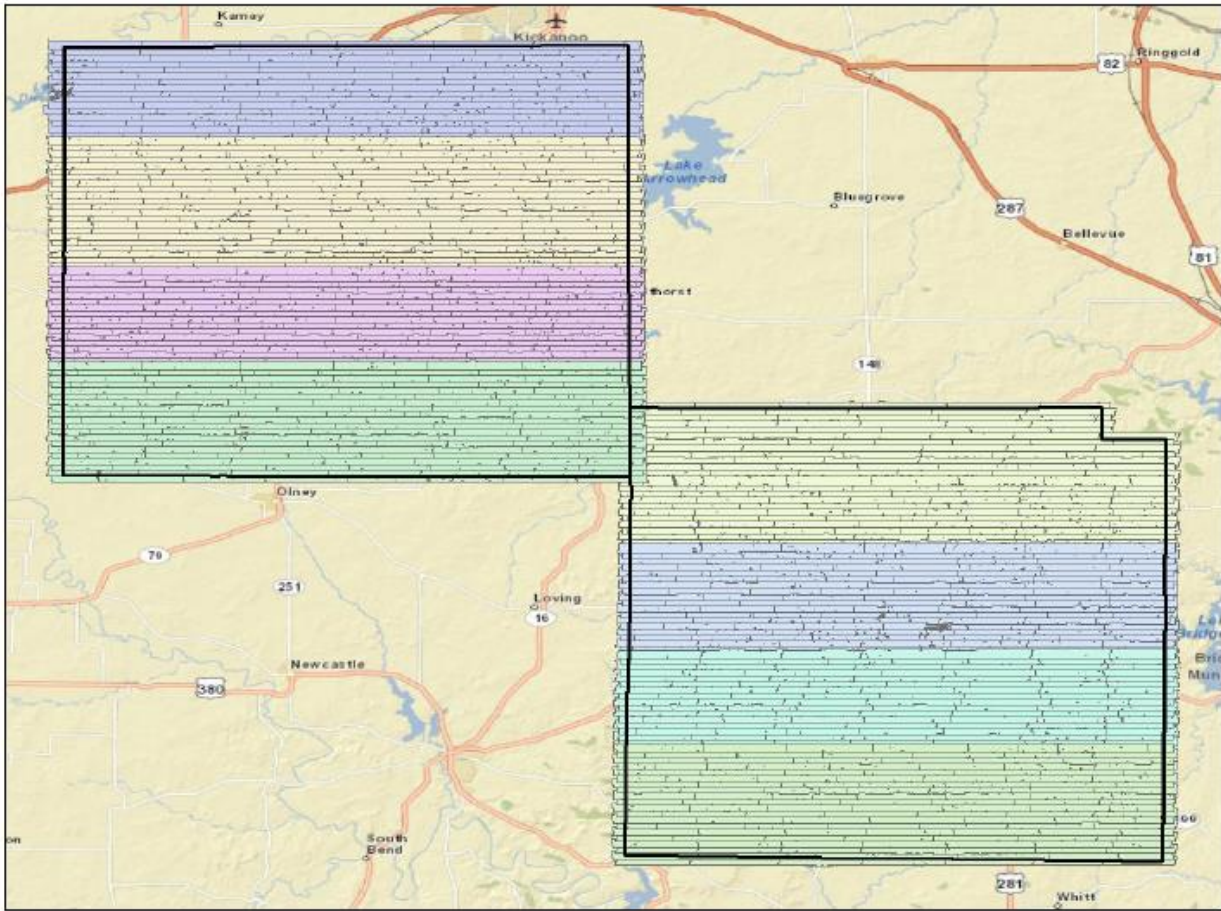 Kamay
Kickapoo
82
Ringgold
Lake
Arrowhead
Bluegrove
287
Bellevue
81
148
Olney
79
251
Loving
16
Newcastle
380
South
Bend
281
Whitt